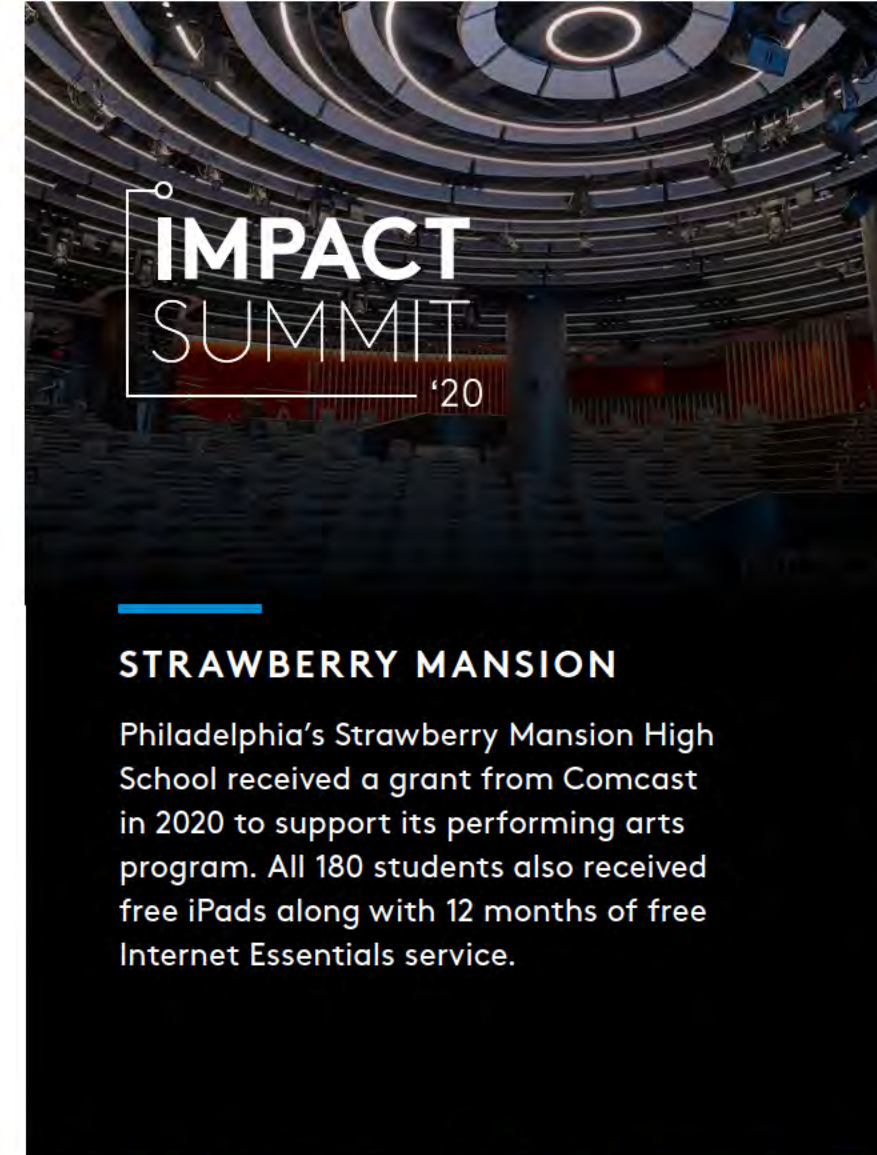 IMPACT
SUMMIT
‘20
STRAWBERRY MANSION
Philadelphia’s Strawberry Mansion High
School received a grant from Comcast
in 2020 to support its performing arts
program. All 180 students also received
free iPads along with 12 months of free
Internet Essentials service.